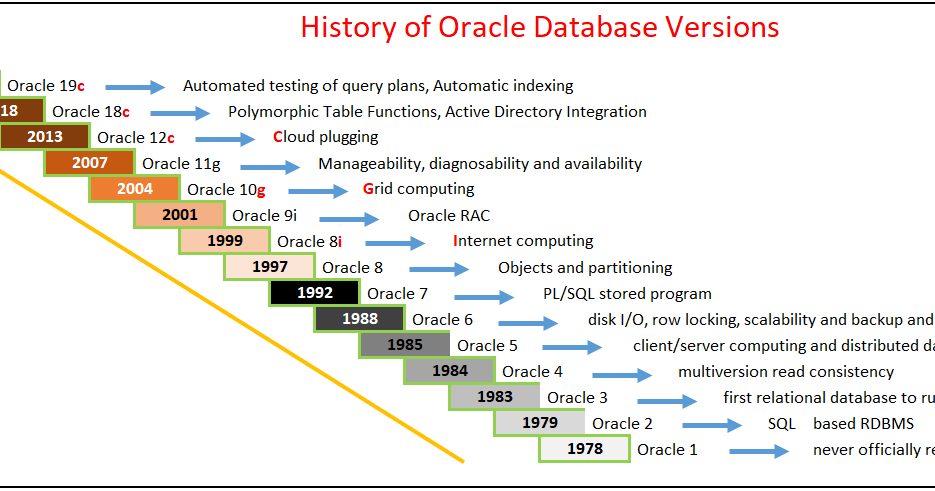 History of Oracle Database Versions
Oracle 19c Automated testing of query plans, Automatic indexing
18 Oracle 18c Polymorphic Table Functions, Active Directory Integration
2013 Oracle 12c Cloud plugging
2007 Oracle 11g Manageability, diagnosability and availability
2004 Oracle 10g Grid computing
2001 Oracle 9i Oracle RAC
1999 Oracle 8i Internet computing
1997 Oracle 8 Objects and partitioning
1992 Oracle 7 PL/SQL stored program
1988 Oracle 6 disk I/O, row locking, scalability and backup and
1985 Oracle 5 client/server computing and distributed
1984 Oracle 4 multiversion read consistency
1983 Oracle 3 first relational database to
1979 Oracle 2 SQL based RDBMS
1978 Oracle 1 never officially